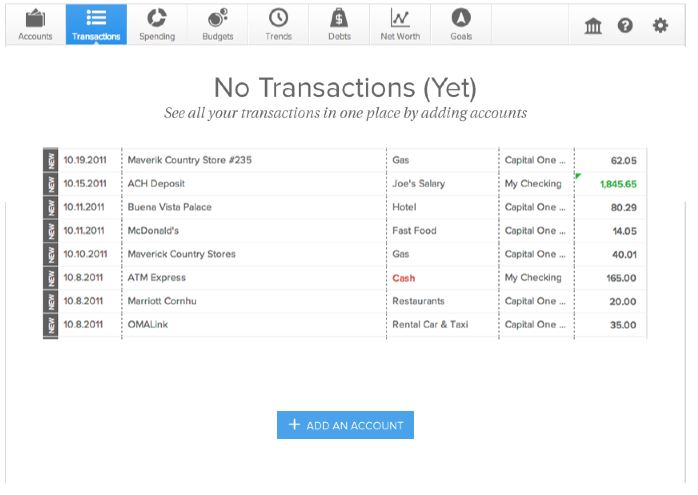 Accounts Transactions Spending Budgets Trends Debts Net Worth Goals
No Transactions (Yet)
See all your transactions in one place by adding accounts
NEW 10.19.2011 Maverik Country Store #235 Gas Capital One ... 62.05
NEW 10.15.2011 ACH Deposit Joe's Salary My Checking 1,845.65
NEW 10.11.2011 Buena Vista Palace Hotel Capital One ... 80.29
NEW 10.11.2011 McDonald's Fast Food Capital One ... 14.05
NEW 10.10.2011 Maverick Country Stores Gas Capital One ... 40.01
NEW 10.8.2011 ATM Express Cash My Checking 165.00
NEW 10.8.2011 Marriott Cornhu Restaurants Capital One ... 20.00
NEW 10.8.2011 OMALink Rental Car & Taxi Capital One ... 35.00
+ ADD AN ACCOUNT